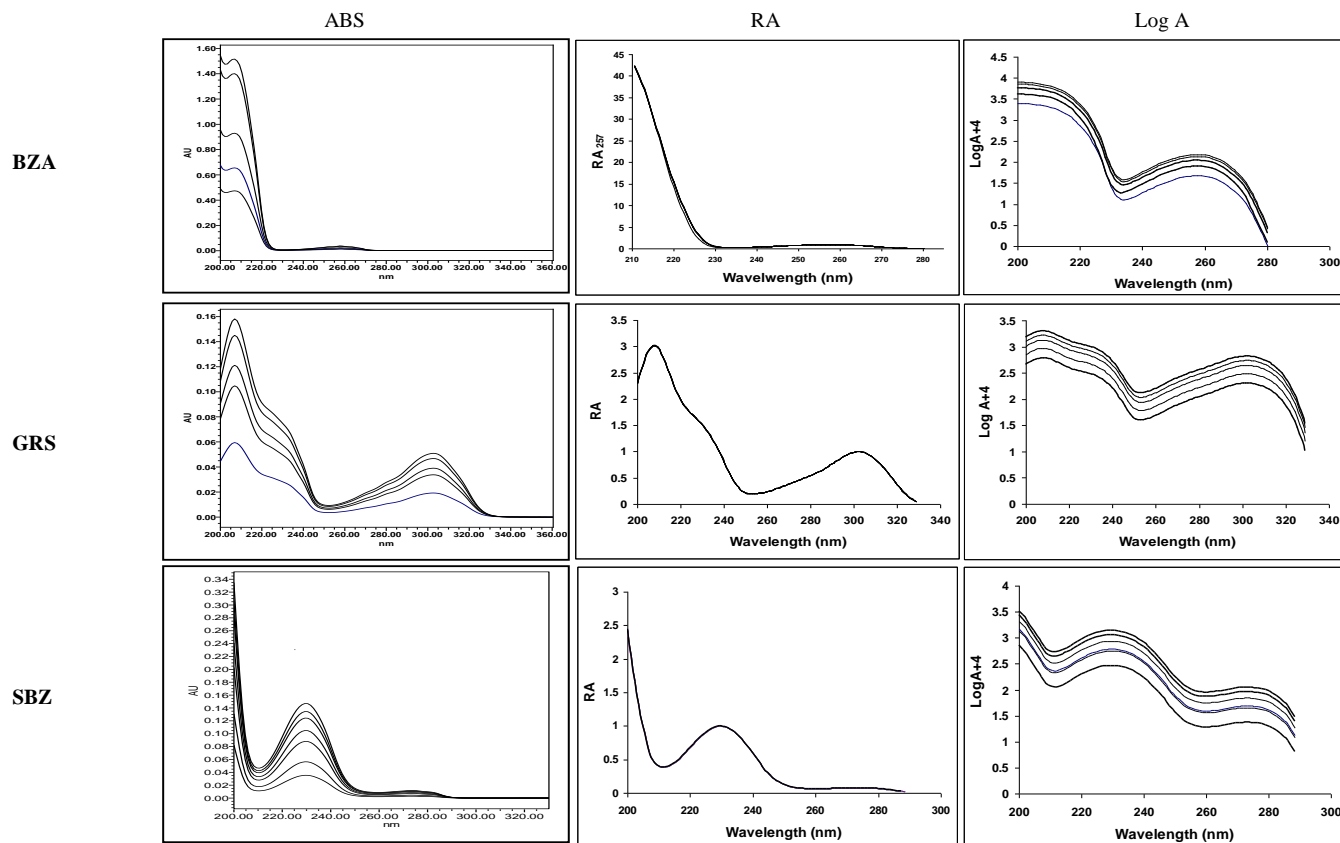 ABS RA Log A
BZA
1.60
1.40
1.20
1.00
0.80
0.60
0.40
0.20
0.00
AU
200.00 220.00 240.00 260.00 280.00 300.00 320.00 340.00 360.00
nm
45
40
35
30
25
20
15
10
5
0
RA 257
210 220 230 240 250 260 270 280
Wavelwength (nm)
4.5
4
3.5
3
2.5
2
1.5
1
0.5
0
LogA+4
200 220 240 260 280 300
Wavelength (nm)
GRS
0.16
0.14
0.12
0.10
0.08
0.06
0.04
0.02
0.00
AU
200.00 220.00 240.00 260.00 280.00 300.00 320.00 340.00 360.00
nm
3.5
3
2.5
2
1.5
1
0.5
0
RA
200 220 240 260 280 300 320 340
Wavelength (nm)
3.5
3
2.5
2
1.5
1
0.5
0
Log A+4
200 220 240 260 280 300 320 340
Wavelength (nm)
SBZ
0.34
0.32
0.30
0.28
0.26
0.24
0.22
0.20
0.18
0.16
0.14
0.12
0.10
0.08
0.06
0.04
0.02
0.00
AU
200.00 220.00 240.00 260.00 280.00 300.00 320.00
nm
3
2.5
2
1.5
1
0.5
0
RA
200 220 240 260 280 300
Wavelength (nm)
4
3.5
3
2.5
2
1.5
1
0.5
0
LogA+4
200 220 240 260 280 300
Wavelength (nm)